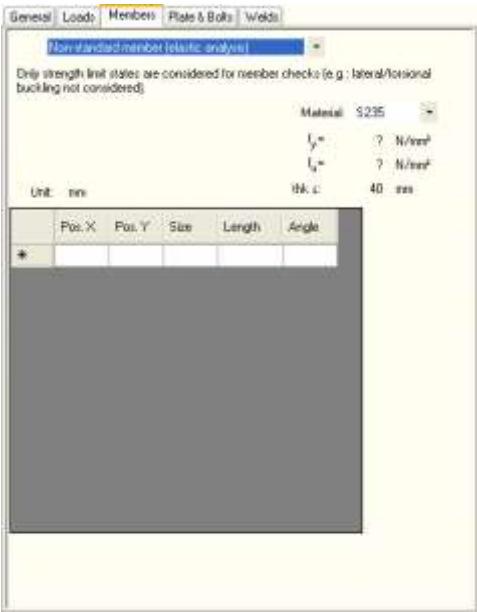 General Loads Members Plate & Bolts Welds
Non-standard member (elastic analysis)
Only strength limit states are considered for member checks (e.g.: lateral/torsional
buckling not considered)
Material: S235
fy= ? N/mm²
fu= ? N/mm²
Unit: mm thk ≤ 40 mm
Pos. X Pos. Y Size Length Angle
*